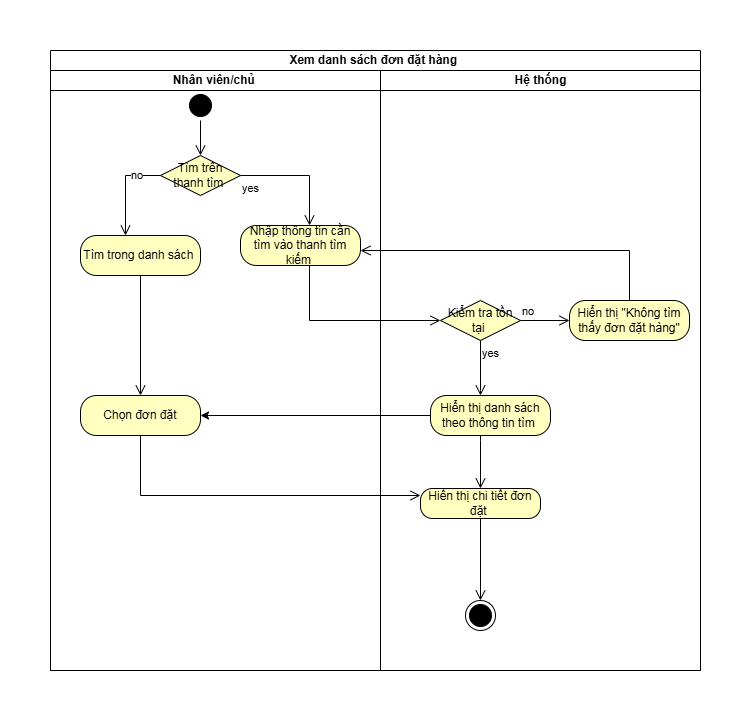 Xem danh sách đơn đặt hàng
Nhân viên/chủ
Hệ thống
Tìm trên
thanh tìm
no
yes
Nhập thông tin cần
tìm vào thanh tìm
kiếm
Tìm trong danh sách
Kiểm tra tồn
tại
no
Hiển thị "Không tìm
thấy đơn đặt hàng"
yes
Chọn đơn đặt
Hiển thị danh sách
theo thông tin tìm
Hiển thị chi tiết đơn
đặt